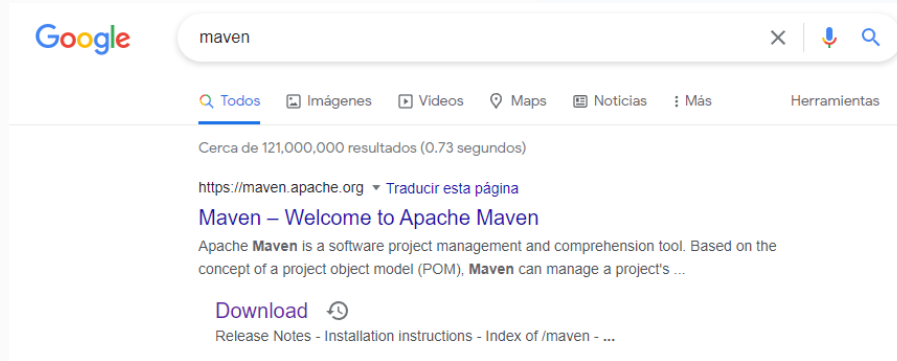 Google
maven
Todos Imágenes Videos Maps Noticias Más Herramientas
Cerca de 121,000,000 resultados (0.73 segundos)
https://maven.apache.org Traducir esta página
Maven – Welcome to Apache Maven
Apache Maven is a software project management and comprehension tool. Based on the
concept of a project object model (POM), Maven can manage a project's ...
Download
Release Notes - Installation instructions - Index of /maven - ...